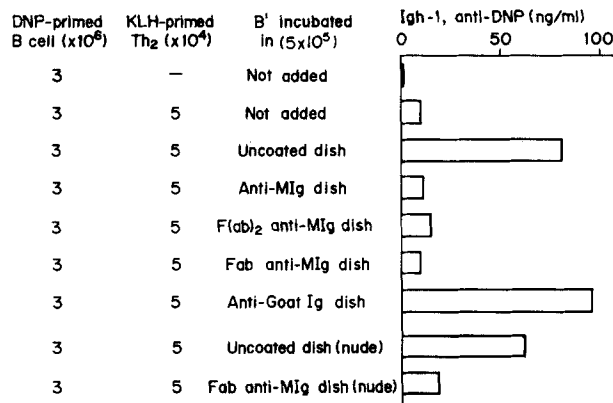 DNP-primed B cell (x10⁶) KLH-primed Th₂ (x10⁴) B' incubated in (5x10⁵) Igh-1, anti-DNP (ng/ml)
0 50 100
3 — Not added
3 5 Not added
3 5 Uncoated dish
3 5 Anti-MIg dish
3 5 F(ab)₂ anti-MIg dish
3 5 Fab anti-MIg dish
3 5 Anti-Goat Ig dish
3 5 Uncoated dish (nude)
3 5 Fab anti-MIg dish (nude)